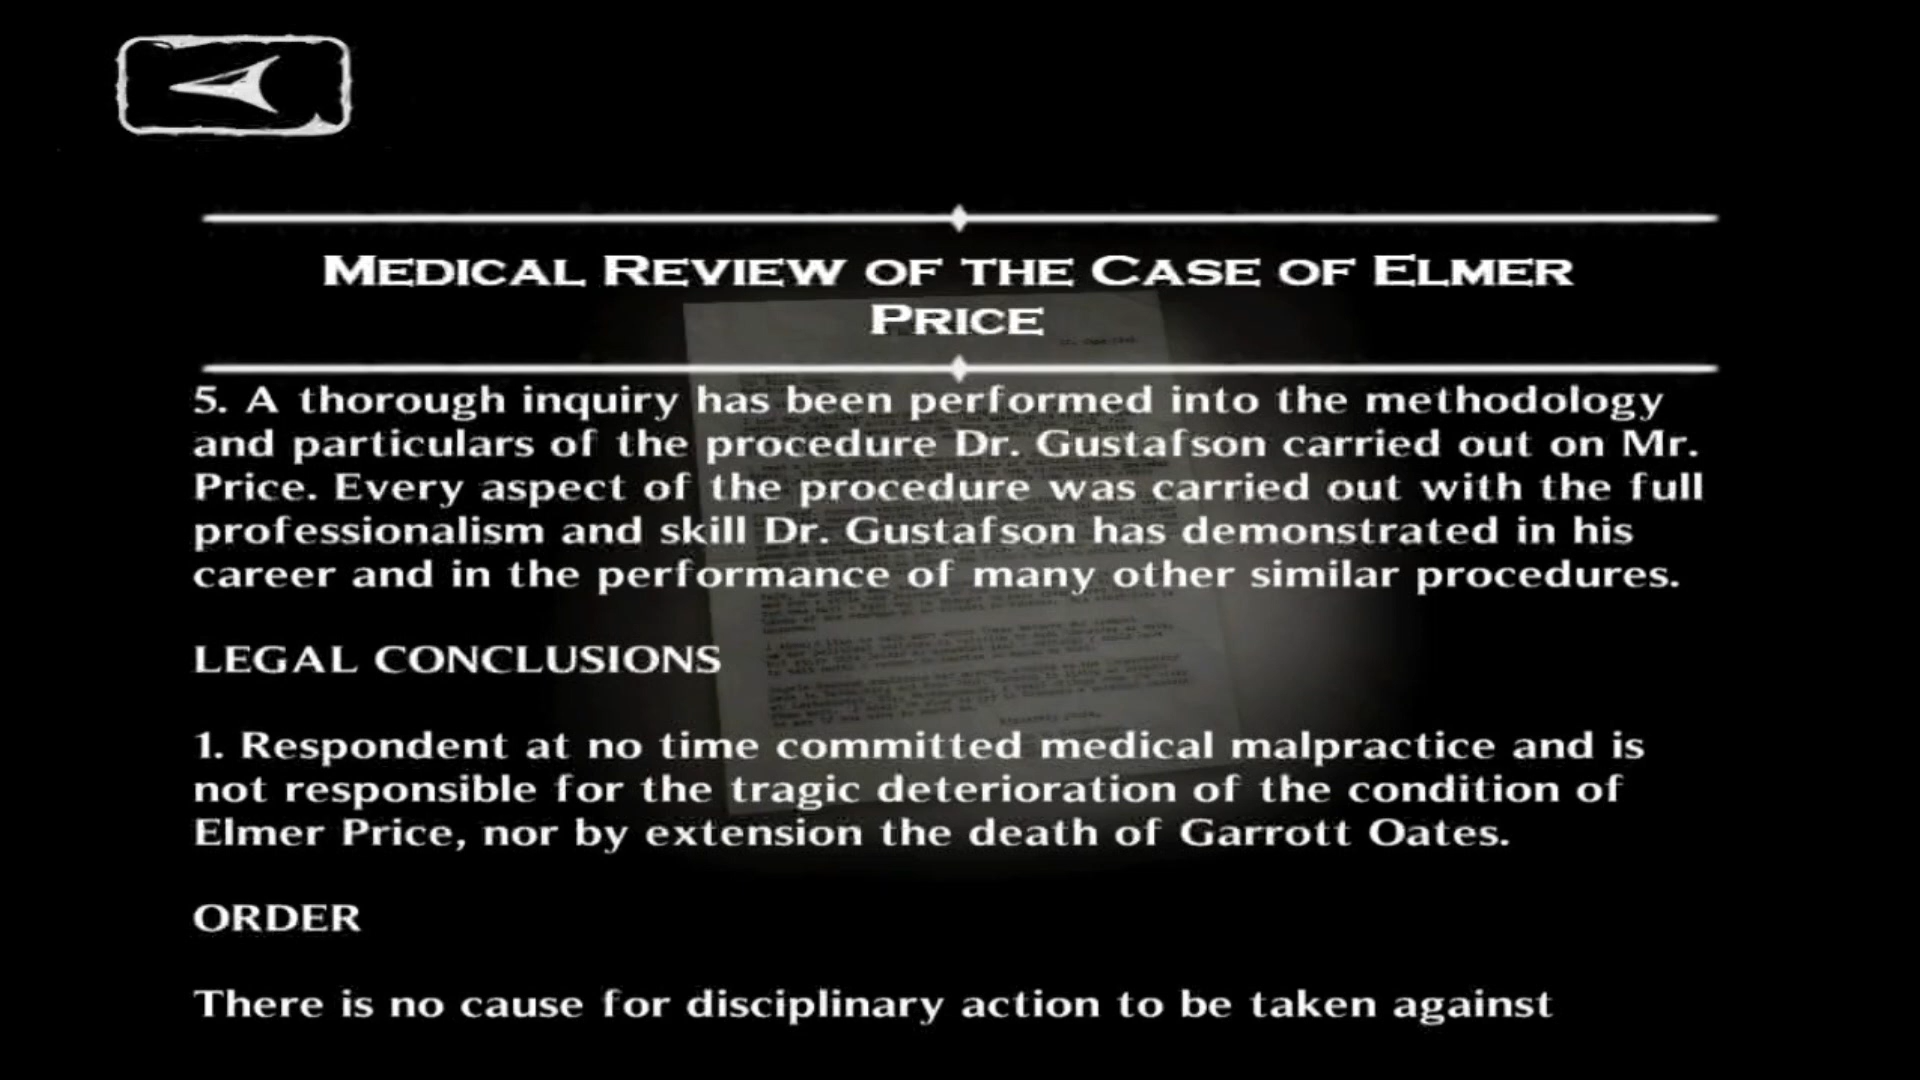 MEDICAL REVIEW OF THE CASE OF ELMER
PRICE
5. A thorough inquiry has been performed into the methodology
and particulars of the procedure Dr. Gustafson carried out on Mr.
Price. Every aspect of the procedure was carried out with the full
professionalism and skill Dr. Gustafson has demonstrated in his
career and in the performance of many other similar procedures.
LEGAL CONCLUSIONS
1. Respondent at no time committed medical malpractice and is
not responsible for the tragic deterioration of the condition of
Elmer Price, nor by extension the death of Garrott Oates.
ORDER
There is no cause for disciplinary action to be taken against